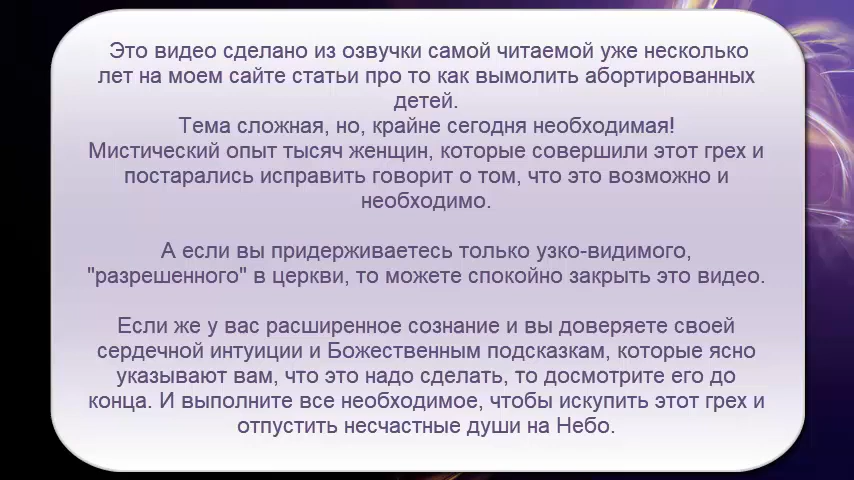 Это видео сделано из озвучки самой читаемой уже несколько
лет на моем сайте статьи про то как вымолить абортированных
детей.
Тема сложная, но, крайне сегодня необходимая!
Мистический опыт тысяч женщин, которые совершили этот грех и
постарались исправить говорит о том, что это возможно и
необходимо.
А если вы придерживаетесь только узко-видимого,
"разрешенного" в церкви, то можете спокойно закрыть это видео.
Если же у вас расширенное сознание и вы доверяете своей
сердечной интуиции и Божественным подсказкам, которые ясно
указывают вам, что это надо сделать, то досмотрите его до
конца. И выполните все необходимое, чтобы искупить этот грех и
отпустить несчастные души на Небо.